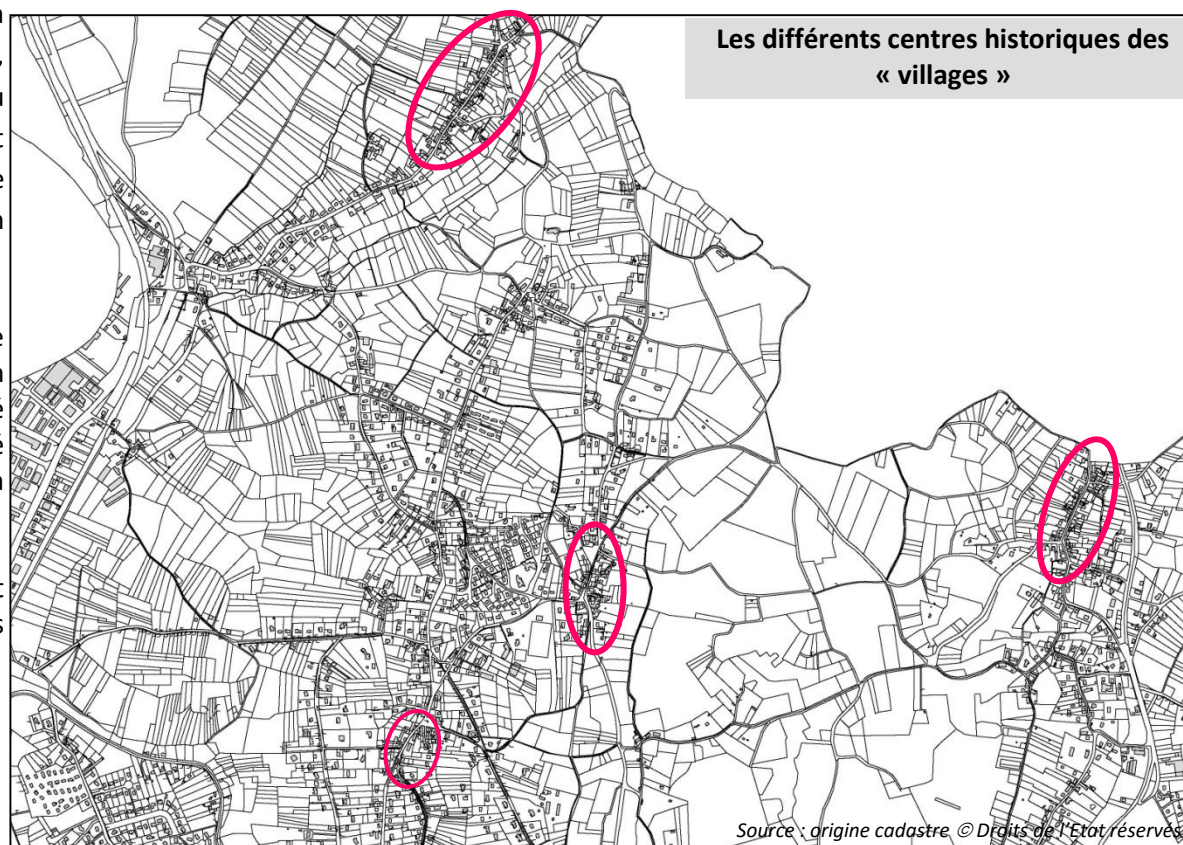 Les différents centres historiques des
« villages »
Source : origine cadastre © Droits de l'Etat réservés